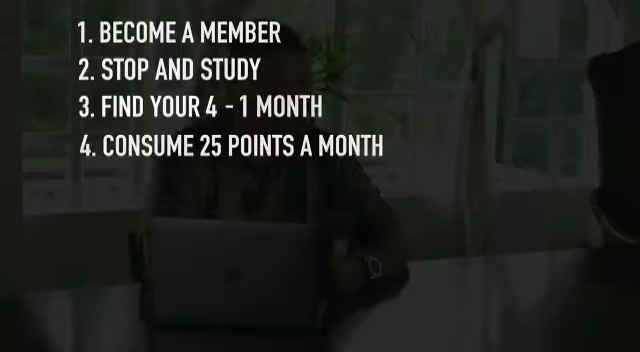 1. BECOME A MEMBER
2. STOP AND STUDY
3. FIND YOUR 4 - 1 MONTH
4. CONSUME 25 POINTS A MONTH